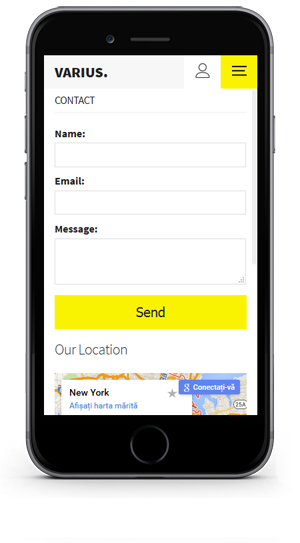 VARIUS.
CONTACT
Name:
Email:
Message:
Send
Our Location
New York
Conectați-vă
Afișați harta mărită
25A